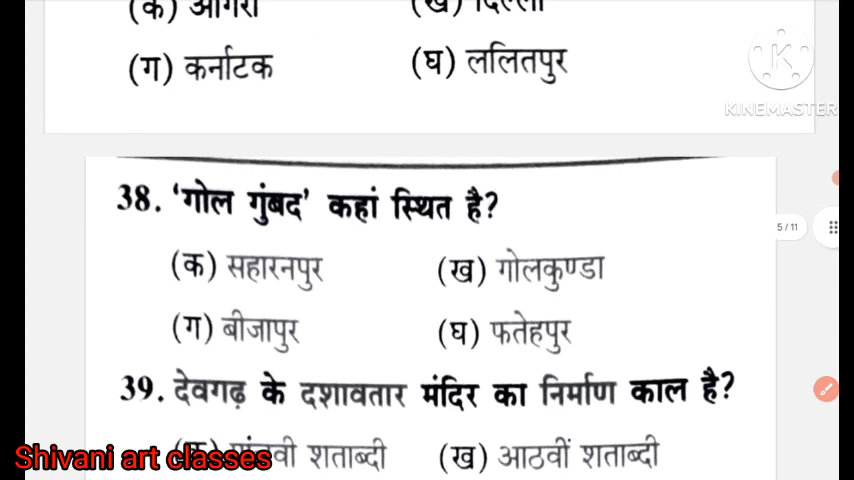 (क) आगरा (ख) दिल्ली
(ग) कर्नाटक (घ) ललितपुर
KINEMASTER
38. 'गोल गुंबद' कहां स्थित है?
5 / 11
(क) सहारनपुर (ख) गोलकुण्डा
(ग) बीजापुर (घ) फतेहपुर
39. देवगढ़ के दशावतार मंदिर का निर्माण काल है?
शताब्दी (ख) आठवीं शताब्दी
Shivani art classes